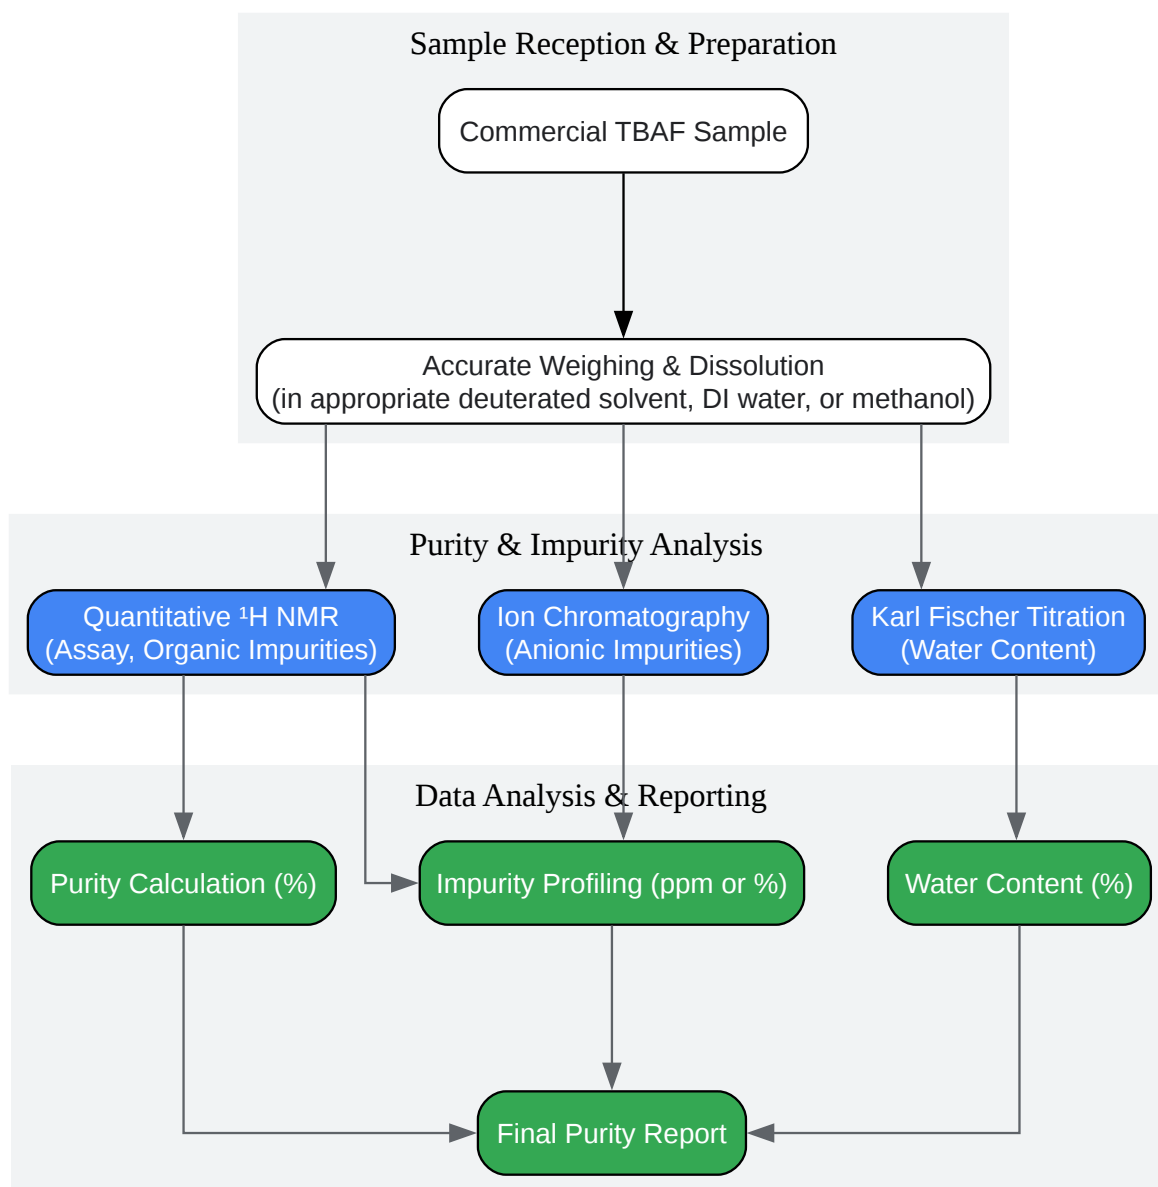 Sample Reception & Preparation
Commercial TBAF Sample
Accurate Weighing & Dissolution
(in appropriate deuterated solvent, DI water, or methanol)
Purity & Impurity Analysis
Quantitative ¹H NMR
(Assay, Organic Impurities)
Ion Chromatography
(Anionic Impurities)
Karl Fischer Titration
(Water Content)
Data Analysis & Reporting
Purity Calculation (%)
Impurity Profiling (ppm or %)
Water Content (%)
Final Purity Report